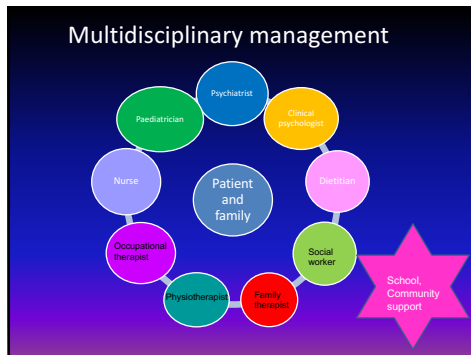 Multidisciplinary management
Psychiatrist
Clinical
psychologist
Dietitian
Social
worker
Family
therapist
Physiotherapist
Occupational
therapist
Nurse
Paediatrician
Patient
and
family
School,
Community
support